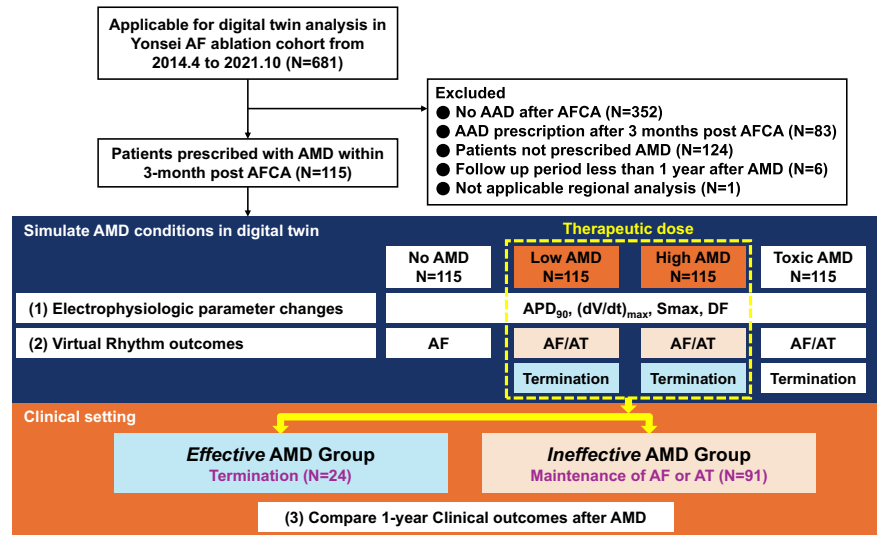 Applicable for digital twin analysis in
Yonsei AF ablation cohort from
2014.4 to 2021.10 (N=681)
Excluded
● No AAD after AFCA (N=352)
● AAD prescription after 3 months post AFCA (N=83)
● Patients not prescribed AMD (N=124)
● Follow up period less than 1 year after AMD (N=6)
● Not applicable regional analysis (N=1)
Patients prescribed with AMD within
3-month post AFCA (N=115)
Simulate AMD conditions in digital twin
Therapeutic dose
No AMD
N=115
Low AMD
N=115
High AMD
N=115
Toxic AMD
N=115
(1) Electrophysiologic parameter changes
APD90, (dV/dt)max, Smax, DF
(2) Virtual Rhythm outcomes
AF
AF/AT
AF/AT
AF/AT
Termination
Termination
Termination
Clinical setting
Effective AMD Group
Termination (N=24)
Ineffective AMD Group
Maintenance of AF or AT (N=91)
(3) Compare 1-year Clinical outcomes after AMD